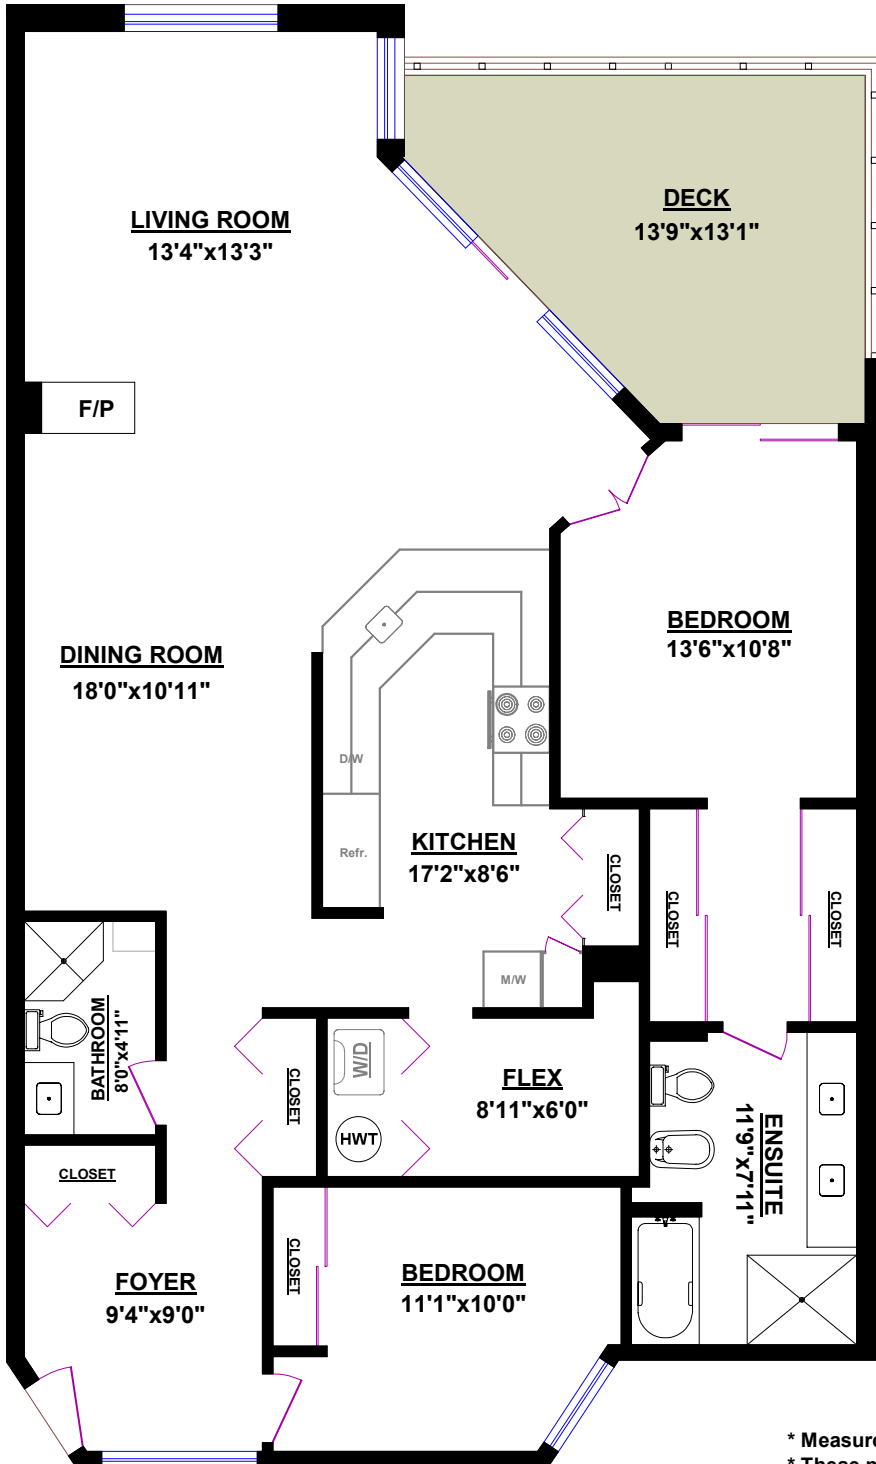 LIVING ROOM
13'4"x13'3"
DECK
13'9"x13'1"
F/P
BEDROOM
13'6"x10'8"
DINING ROOM
18'0"x10'11"
D/W
Refr.
KITCHEN
17'2"x8'6"
CLOSET
CLOSET
CLOSET
M/W
BATHROOM
8'0"x4'11"
W/D
HWT
CLOSET
FLEX
8'11"x6'0"
ENSUITE
11'9"x7'11"
CLOSET
FOYER
9'4"x9'0"
CLOSET
BEDROOM
11'1"x10'0"
* Measure
* These